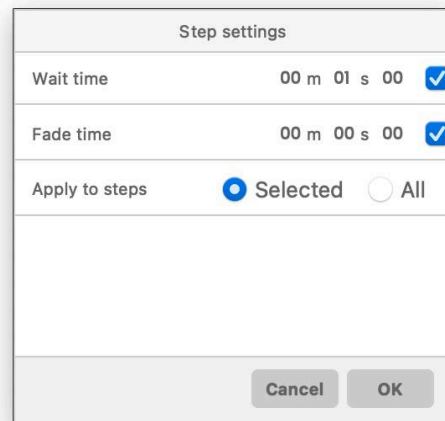 Step settings
Wait time 00 m 01 s 00
Fade time 00 m 00 s 00
Apply to steps Selected All
Cancel OK